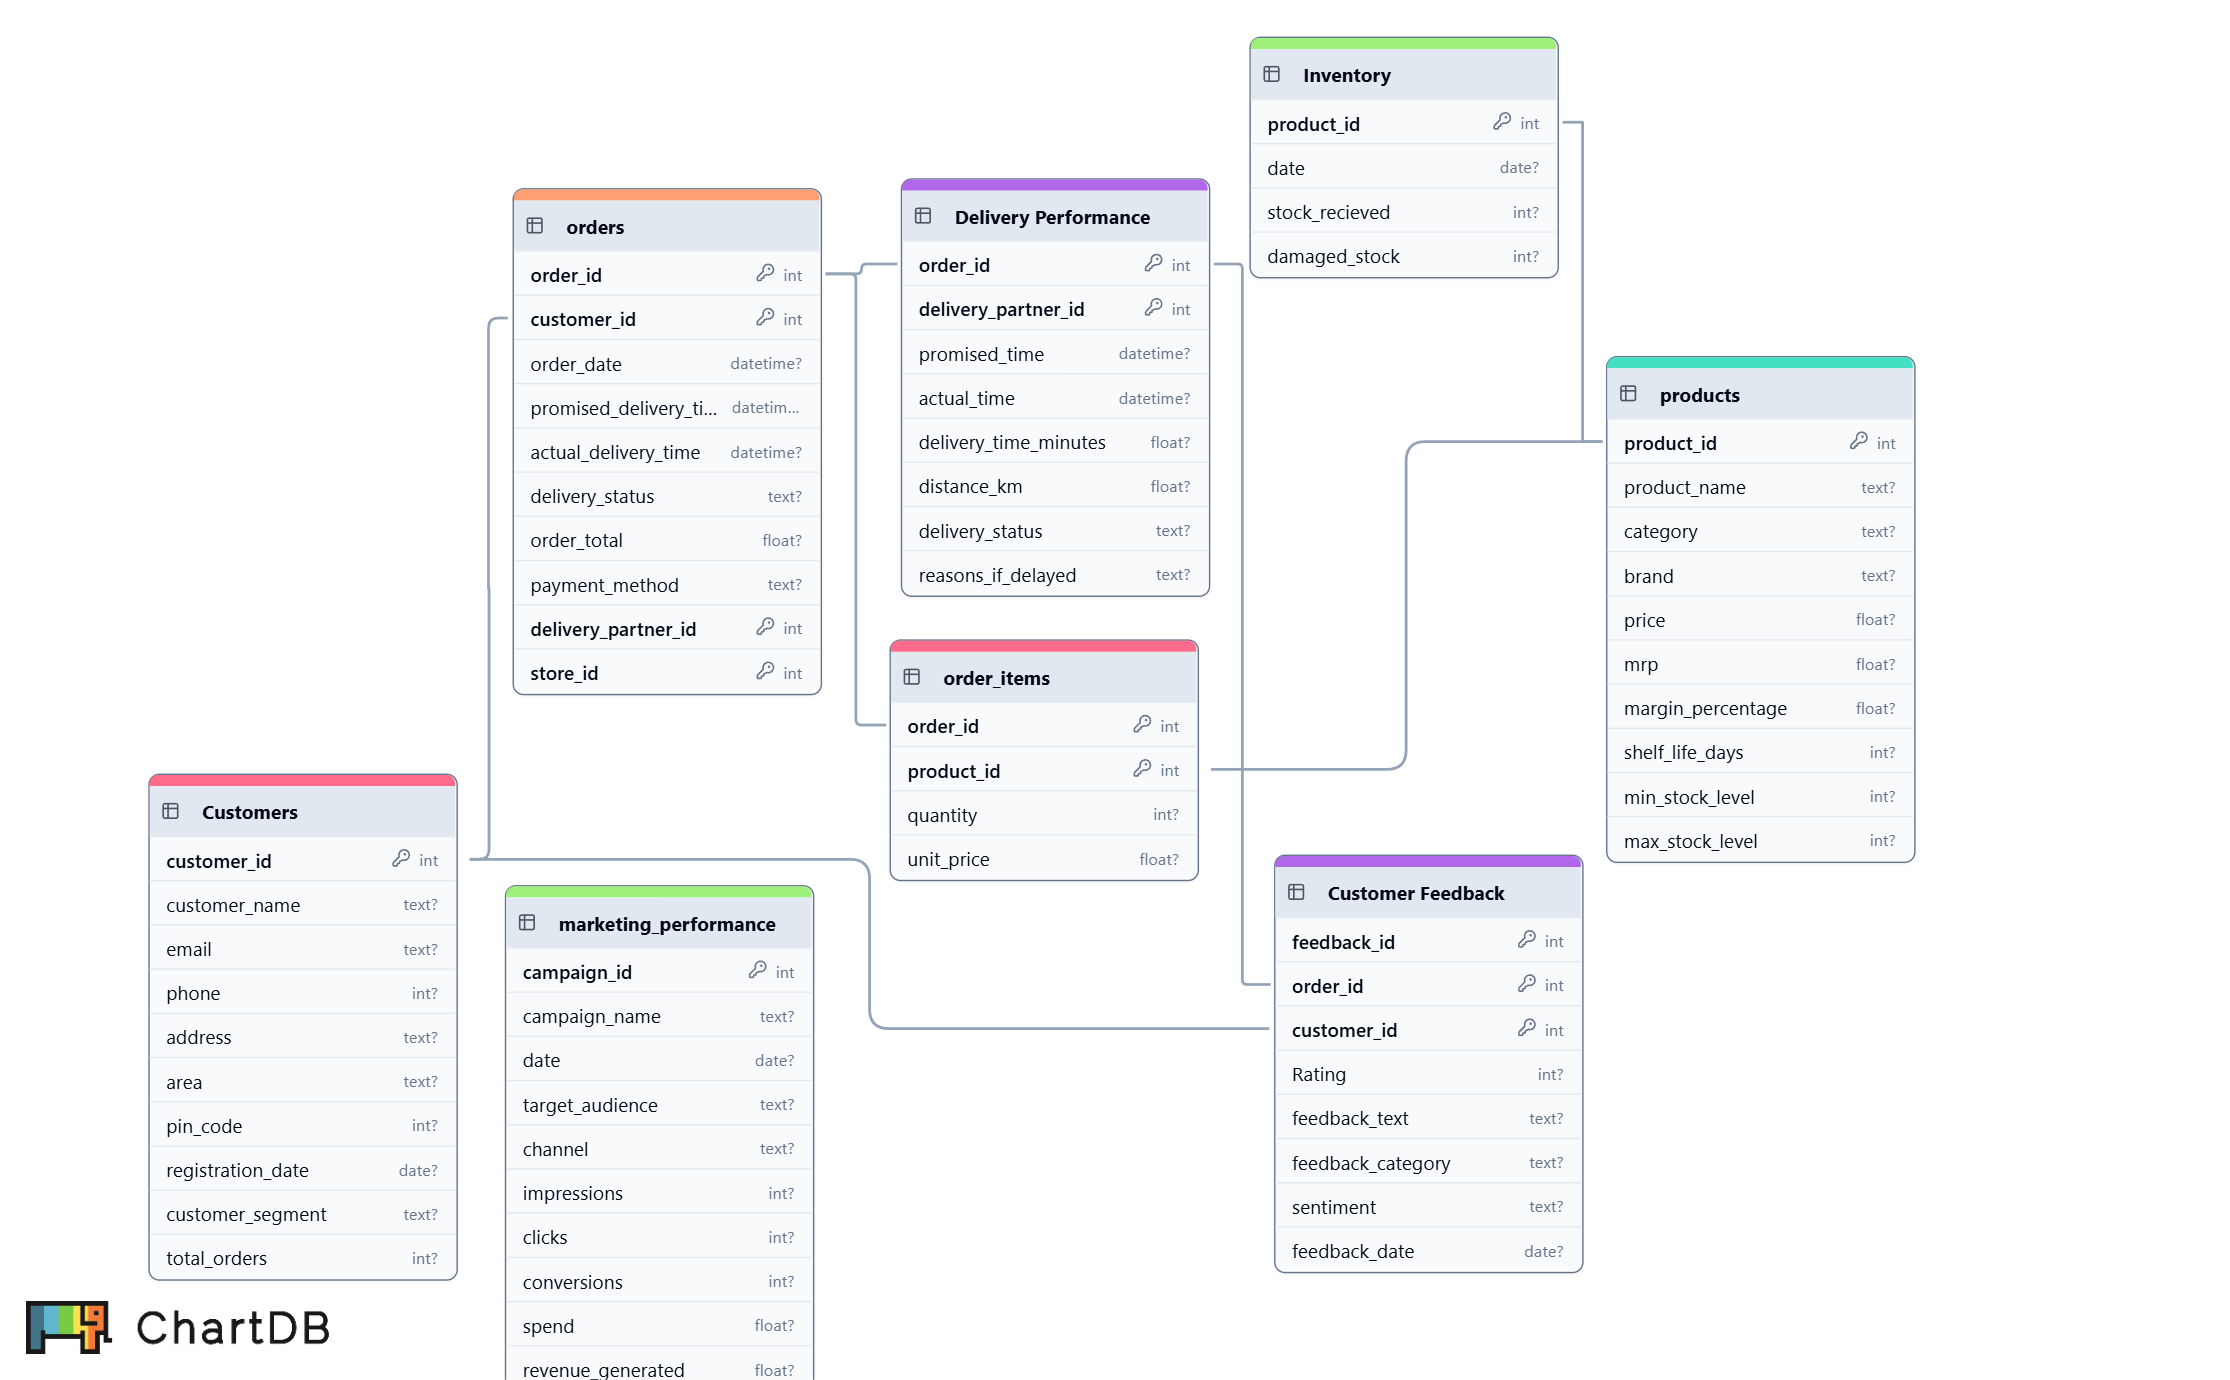 Inventory
product_id int
date date?
stock_recieved int?
damaged_stock int?
orders
order_id int
customer_id int
order_date datetime?
promised_delivery_ti... datetim...
actual_delivery_time datetime?
delivery_status text?
order_total float?
payment_method text?
delivery_partner_id int
store_id int
Delivery Performance
order_id int
delivery_partner_id int
promised_time datetime?
actual_time datetime?
delivery_time_minutes float?
distance_km float?
delivery_status text?
reasons_if_delayed text?
products
product_id int
product_name text?
category text?
brand text?
price float?
mrp float?
margin_percentage float?
shelf_life_days int?
min_stock_level int?
max_stock_level int?
order_items
order_id int
product_id int
quantity int?
unit_price float?
Customers
customer_id int
customer_name text?
email text?
phone int?
address text?
area text?
pin_code int?
registration_date date?
customer_segment text?
total_orders int?
marketing_performance
campaign_id int
campaign_name text?
date date?
target_audience text?
channel text?
impressions int?
clicks int?
conversions int?
spend float?
revenue_generated float?
Customer Feedback
feedback_id int
order_id int
customer_id int
Rating int?
feedback_text text?
feedback_category text?
sentiment text?
feedback_date date?
ChartDB